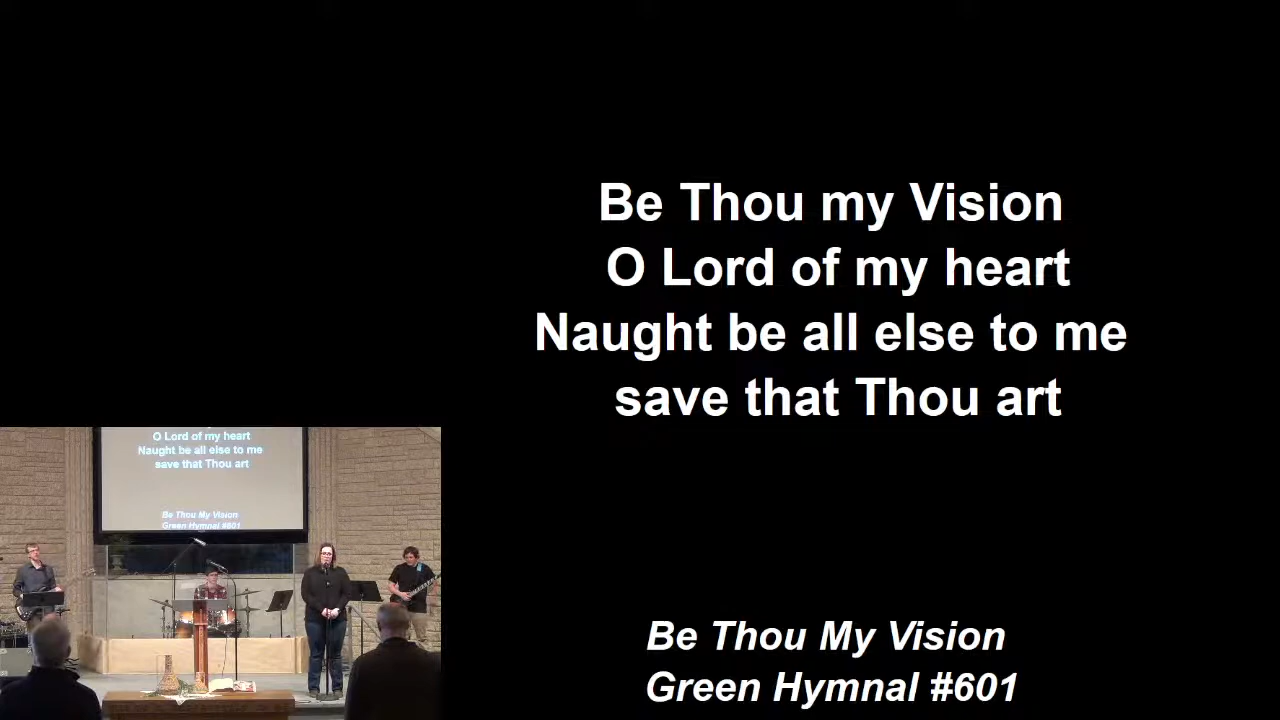 Be Thou my Vision
O Lord of my heart
Naught be all else to me
save that Thou art
O Lord of my heart
Naught be all else to me
save that Thou art
Be Thou My Vision
Green Hymnal #601
Be Thou My Vision
Green Hymnal #601